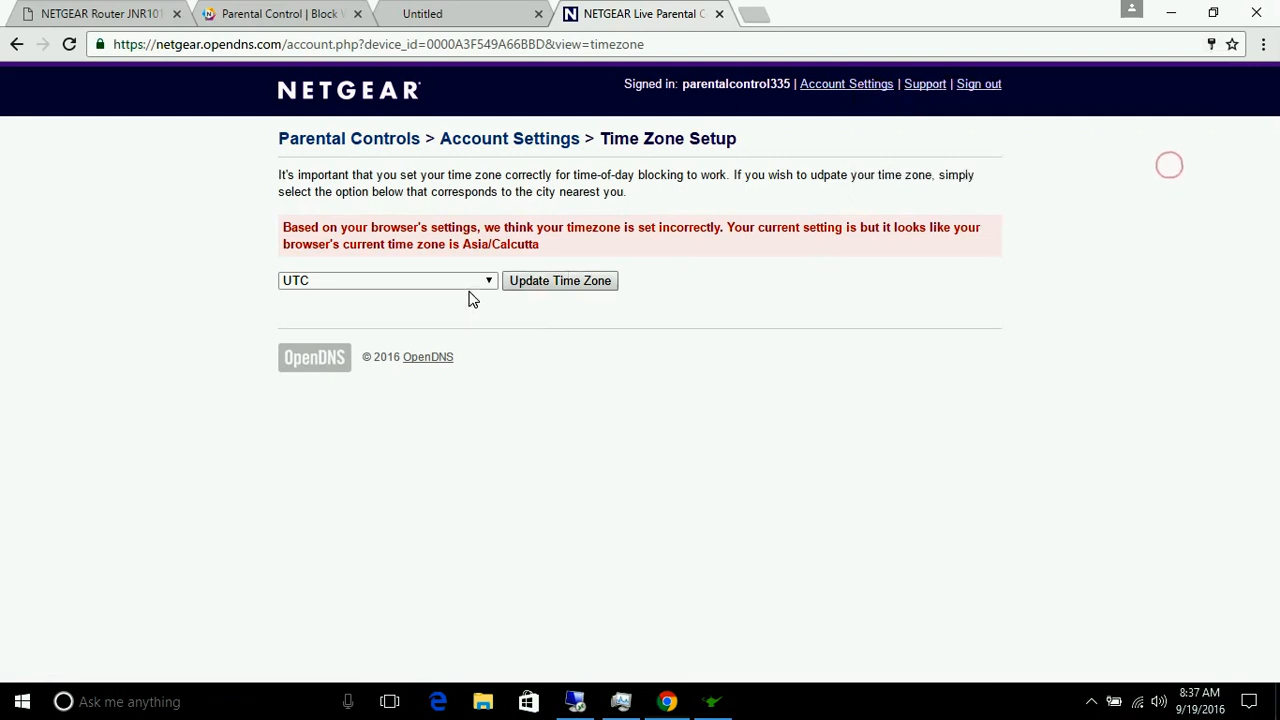 NETGEAR Router JNR101
Parental Control | Block
Untitled
NETGEAR Live Parental C
https://netgear.opendns.com/account.php?device_id=0000A3F549A66BBD&view=timezone
NETGEAR
Signed in: parentalcontrol335 | Account Settings | Support | Sign out
Parental Controls > Account Settings > Time Zone Setup
It's important that you set your time zone correctly for time-of-day blocking to work. If you wish to udpate your time zone, simply
select the option below that corresponds to the city nearest you.
Based on your browser's settings, we think your timezone is set incorrectly. Your current setting is but it looks like your
browser's current time zone is Asia/Calcutta
UTC
Update Time Zone
OpenDNS
© 2016 OpenDNS
Ask me anything
8:37 AM
9/19/2016